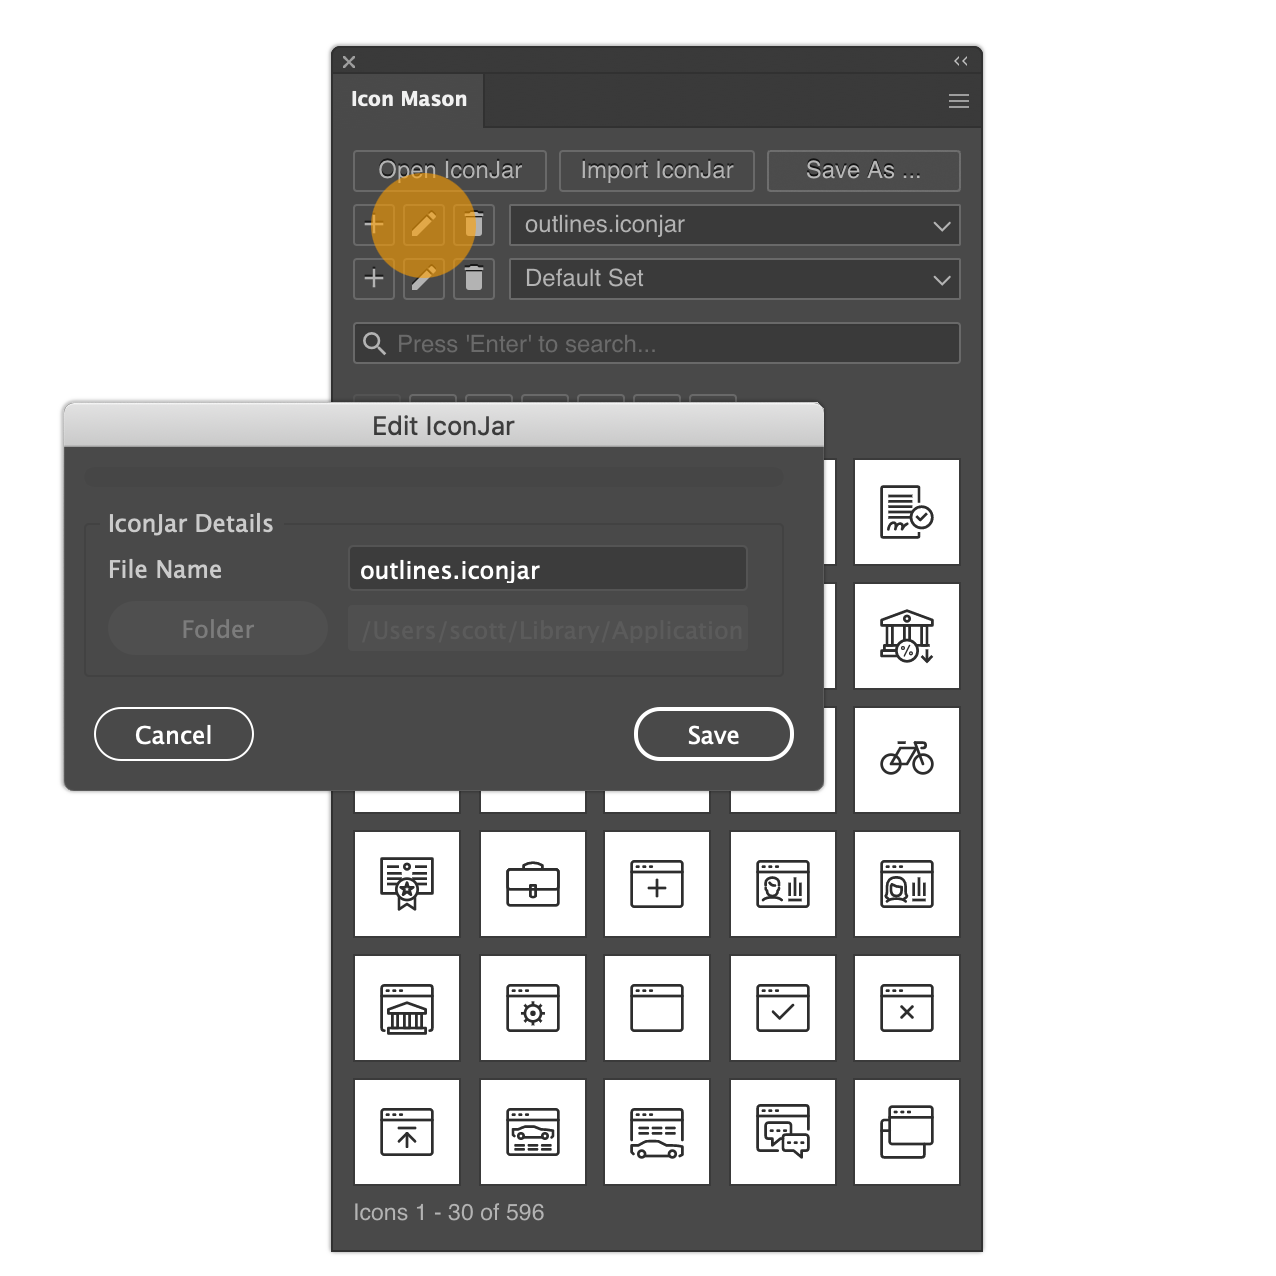 Icon Mason
Open IconJar
Import IconJar
Save As ...
outlines.iconjar
Default Set
Press 'Enter' to search...
Edit IconJar
IconJar Details
File Name
outlines.iconjar
Folder
/Users/scott/Library/Application
Cancel
Save
Icons 1 - 30 of 596